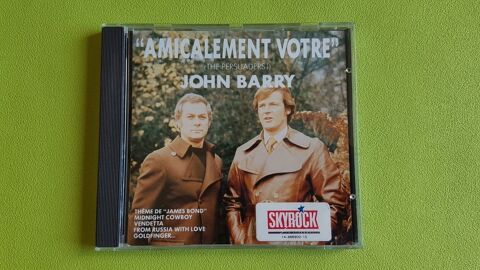 "AMICALEMENT VOTRE"
(THE PERSUADERS!)
JOHN BARRY
THÈME DE "JAMES BOND"
MIDNIGHT COWBOY
VENDETTA
FROM RUSSIA WITH LOVE
GOLDFINGER...
SKYROCK